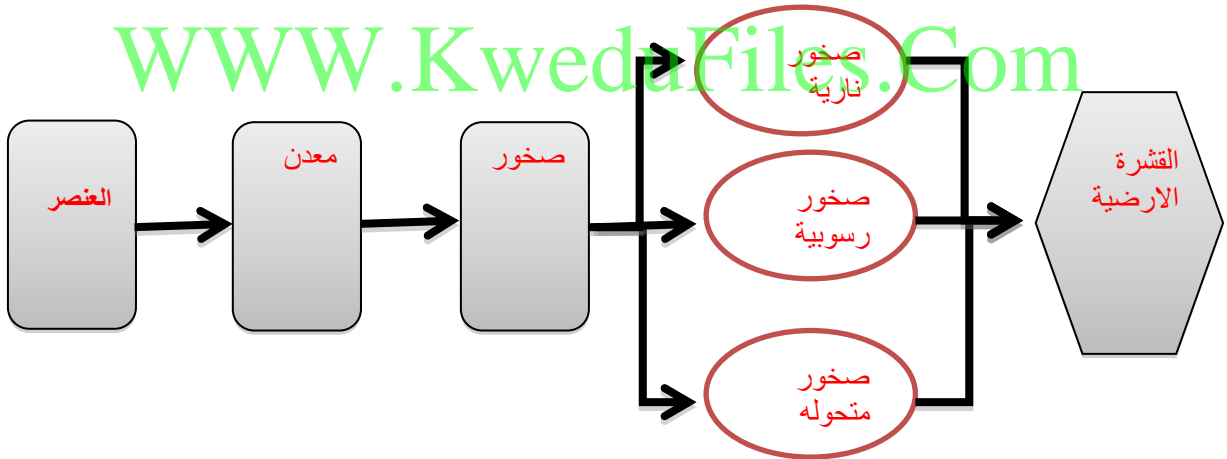 WWW.KweduFiles.Com
العنصر
معدن
صخور
صخور
نارية
صخور
رسوبية
صخور
متحوله
القشرة
الارضية